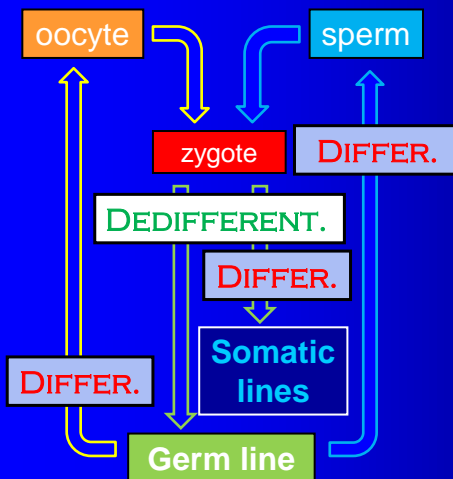 oocyte
sperm
zygote
DIFFER.
DEDIFFERENT.
DIFFER.
Somatic
lines
DIFFER.
Germ line